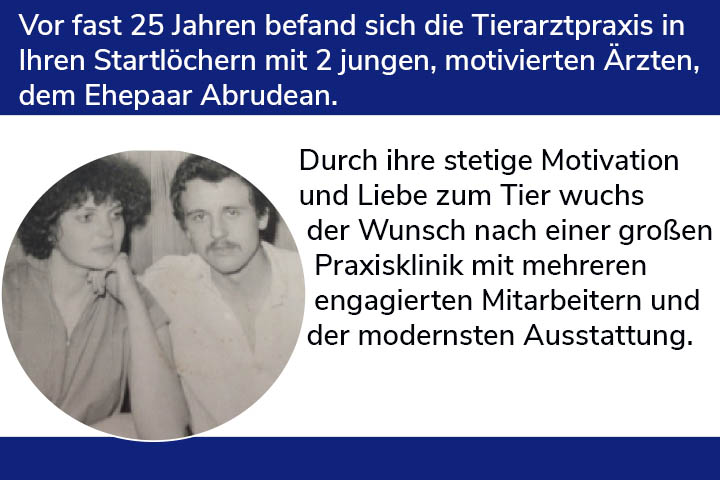 Vor fast 25 Jahren befand sich die Tierarztpraxis in
Ihren Startlöchern mit 2 jungen, motivierten Ärzten,
dem Ehepaar Abrudean.
Durch ihre stetige Motivation
und Liebe zum Tier wuchs
der Wunsch nach einer großen
Praxisklinik mit mehreren
engagierten Mitarbeitern und
der modernsten Ausstattung.